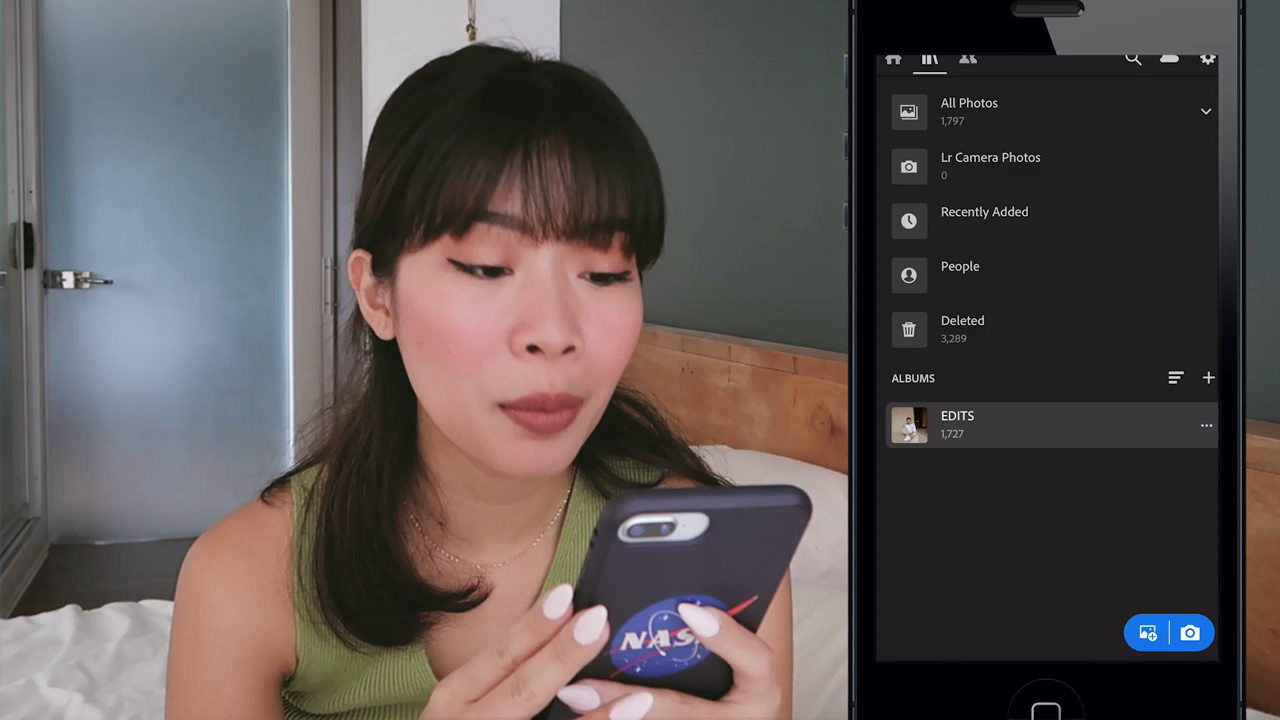 All Photos
1,797
Lr Camera Photos
0
Recently Added
People
Deleted
3,289
ALBUMS
EDITS
1,727
NASA